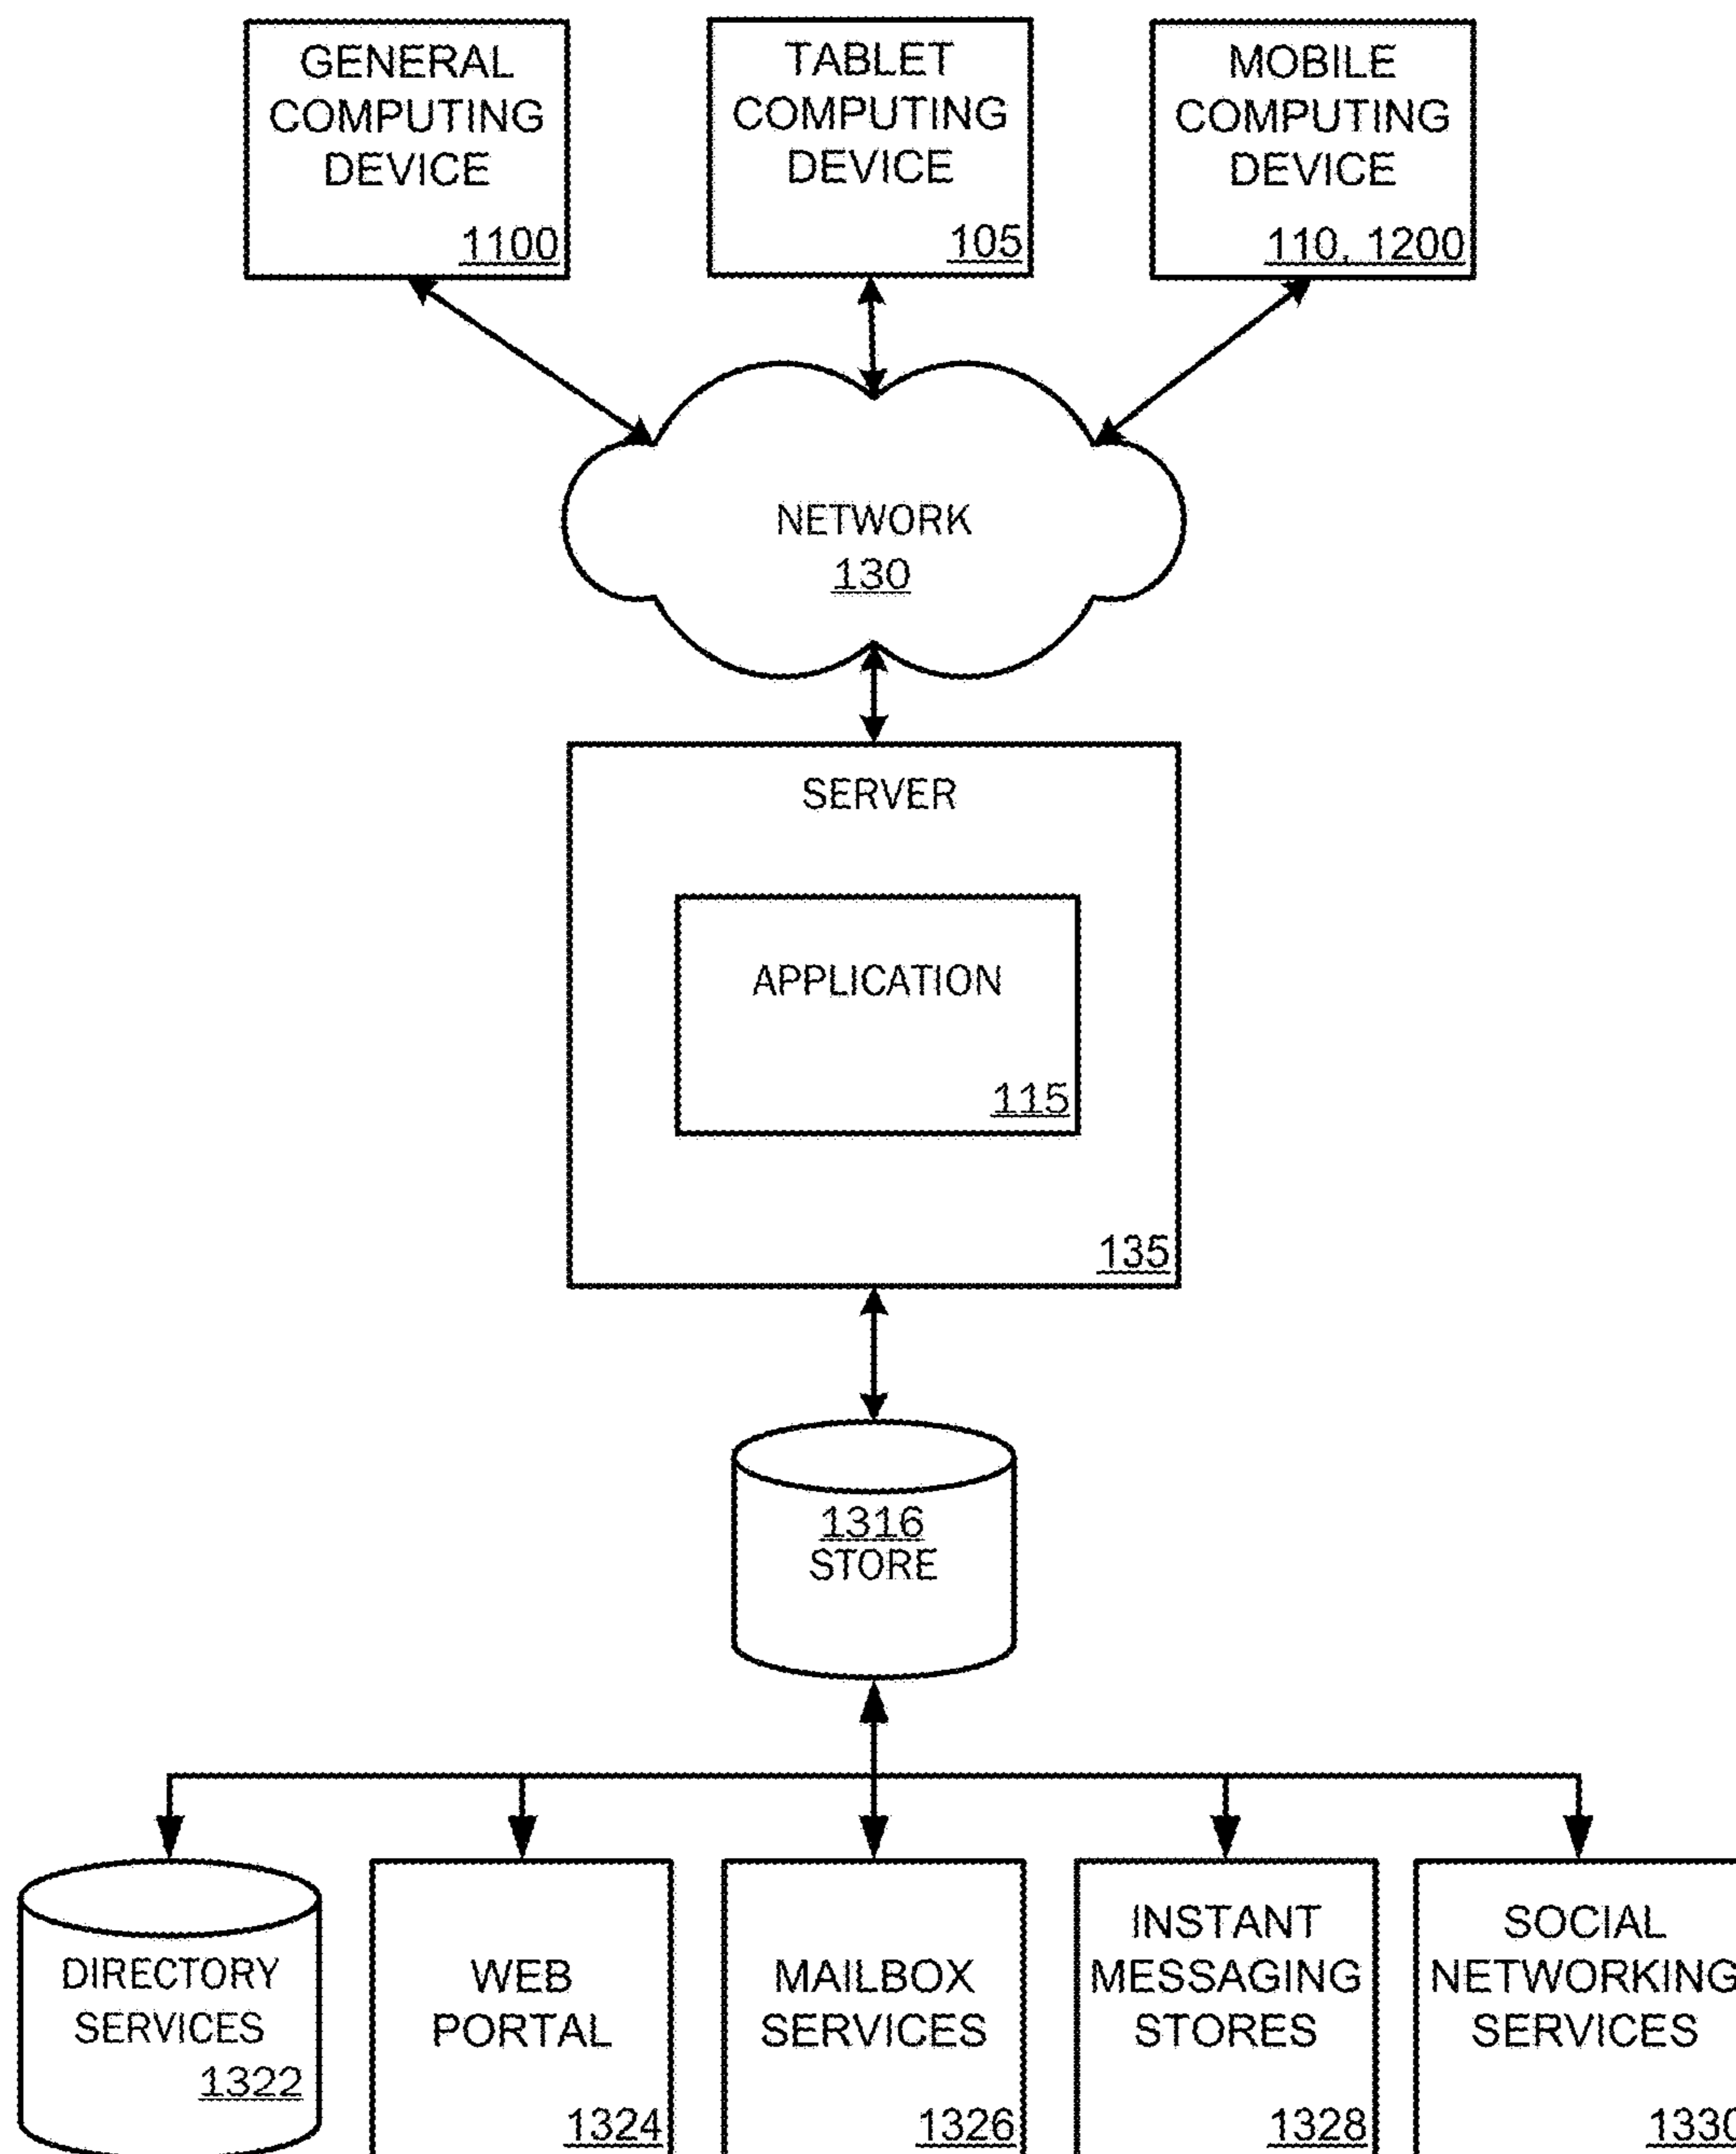 GENERAL
COMPUTING
DEVICE
1100
TABLET
COMPUTING
DEVICE
105
MOBILE
COMPUTING
DEVICE
110, 1200
NETWORK
130
SERVER
APPLICATION
115
135
1316
STORE
DIRECTORY
SERVICES
1322
WEB
PORTAL
1324
MAILBOX
SERVICES
1326
INSTANT
MESSAGING
STORES
1328
SOCIAL
NETWORKING
SERVICES
1330